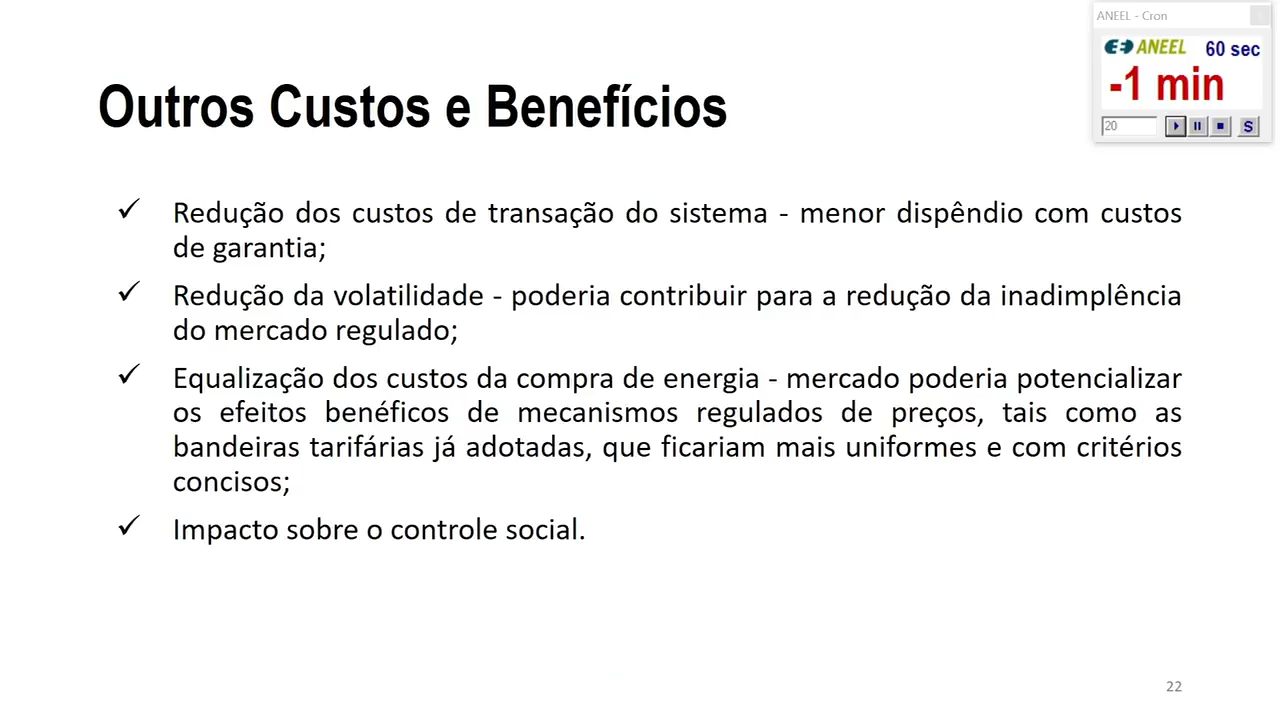 ANEEL - Cron
ANEEL 60 sec
-1 min
20
S
Outros Custos e Benefícios
✓ Redução dos custos de transação do sistema - menor dispêndio com custos
de garantia;
✓ Redução da volatilidade - poderia contribuir para a redução da inadimplência
do mercado regulado;
✓ Equalização dos custos da compra de energia - mercado poderia potencializar
os efeitos benéficos de mecanismos regulados de preços, tais como as
bandeiras tarifárias já adotadas, que ficariam mais uniformes e com critérios
concisos;
✓ Impacto sobre o controle social.
22